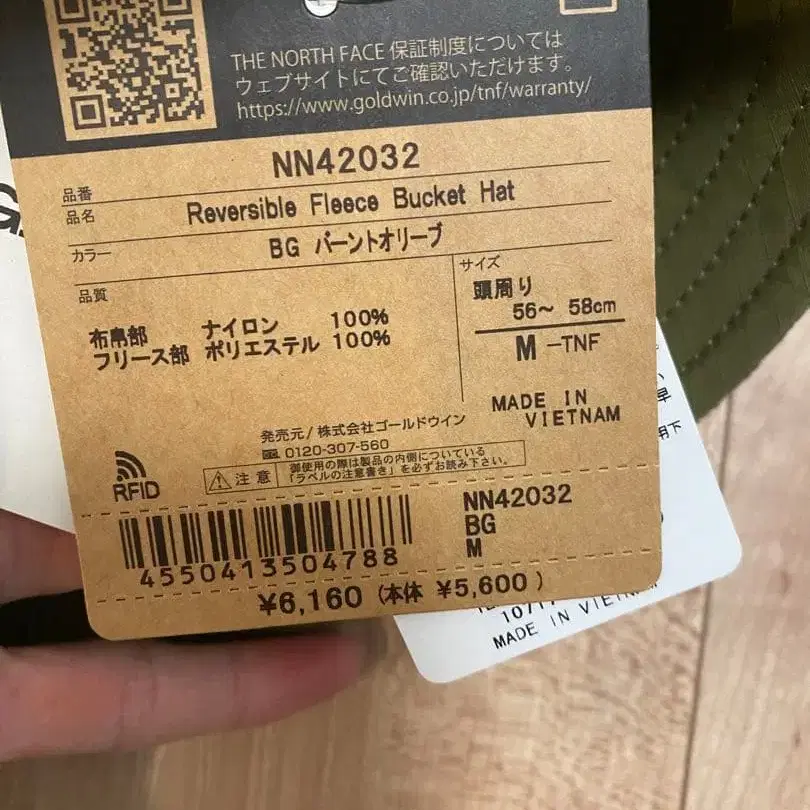 THE NORTH FACE 保証制度については
ウェブサイトにてご確認いただけます。
https://www.goldwin.co.jp/tnf/warranty/
品番 NN42032
品名 Reversible Fleece Bucket Hat
カラー BG バーントオリーブ
品質
布帛部 ナイロン 100%
フリース部 ポリエステル 100%
サイズ
頭周り
56~ 58cm
M -TNF
MADE IN
VIETNAM
発売元/株式会社ゴールドウイン
0120-307-560
注意
御使用の際は製品の内側についている
「ラベルの注意書き」を必ずお読み下さい。
RFID
NN42032
BG
M
4550413504788
¥6,160 (本体 ¥5,600 )
MADE IN VIETNAM